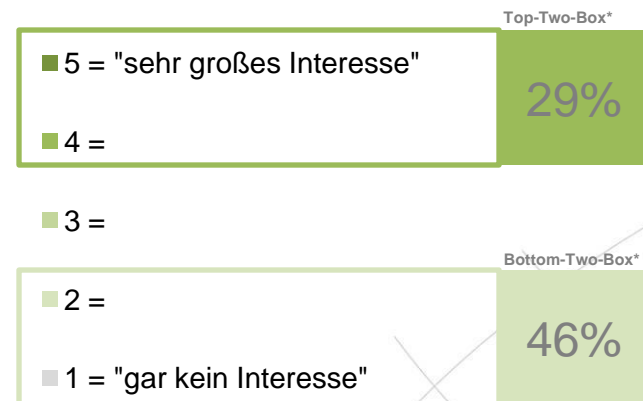 Top-Two-Box*
5 = "sehr großes Interesse"
29%
4 =
3 =
Bottom-Two-Box*
2 =
46%
1 = "gar kein Interesse"